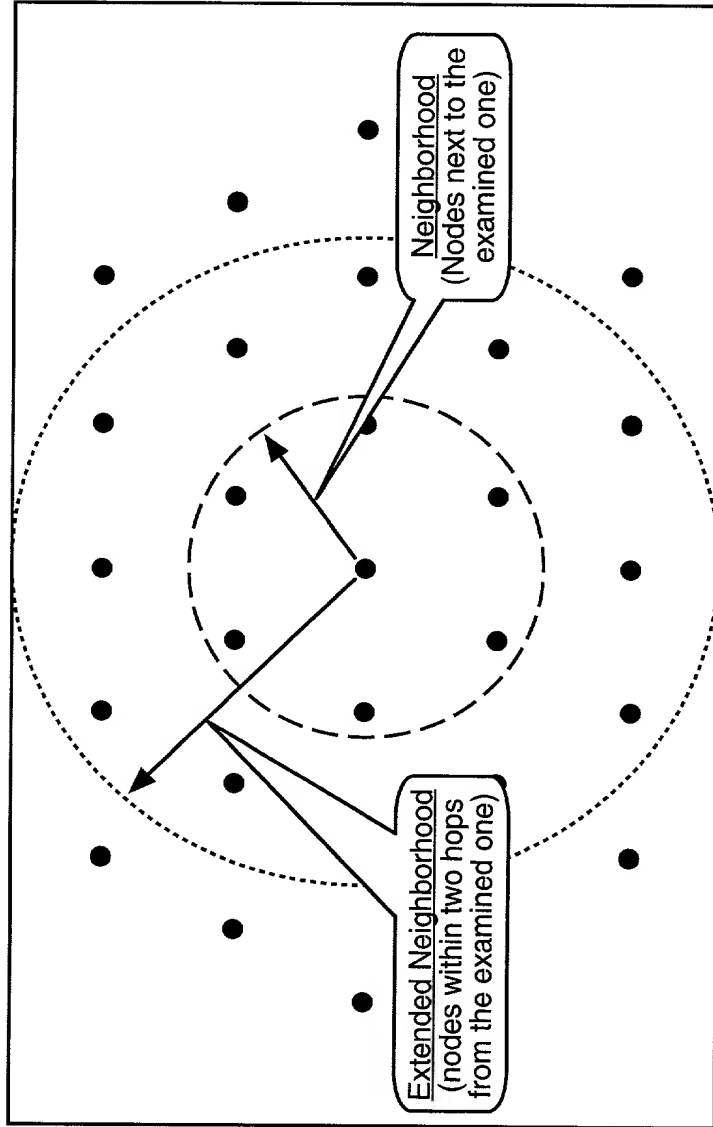 Extended Neighborhood
(nodes within two hops
from the examined one)
Neighborhood
(Nodes next to the
examined one)